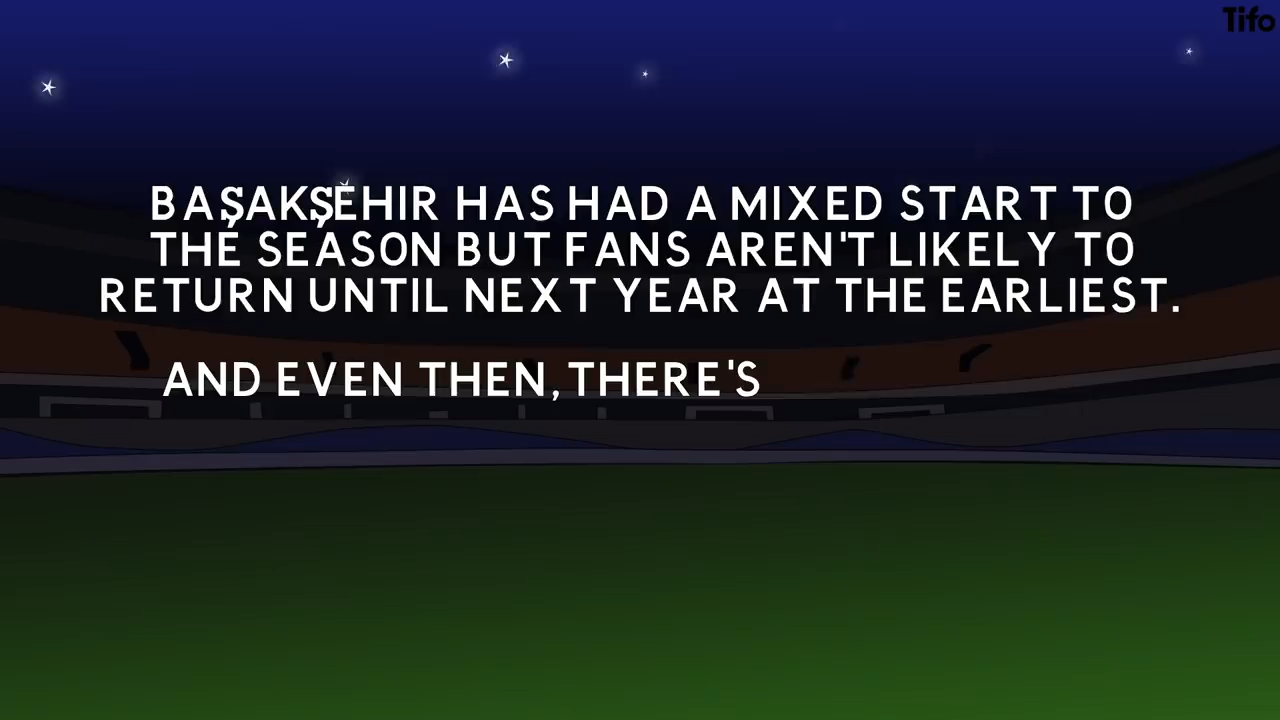 Tifo
BAŞAKŞEHIR HAS HAD A MIXED START TO
THE SEASON BUT FANS AREN'T LIKELY TO
RETURN UNTIL NEXT YEAR AT THE EARLIEST.
AND EVEN THEN, THERE'S